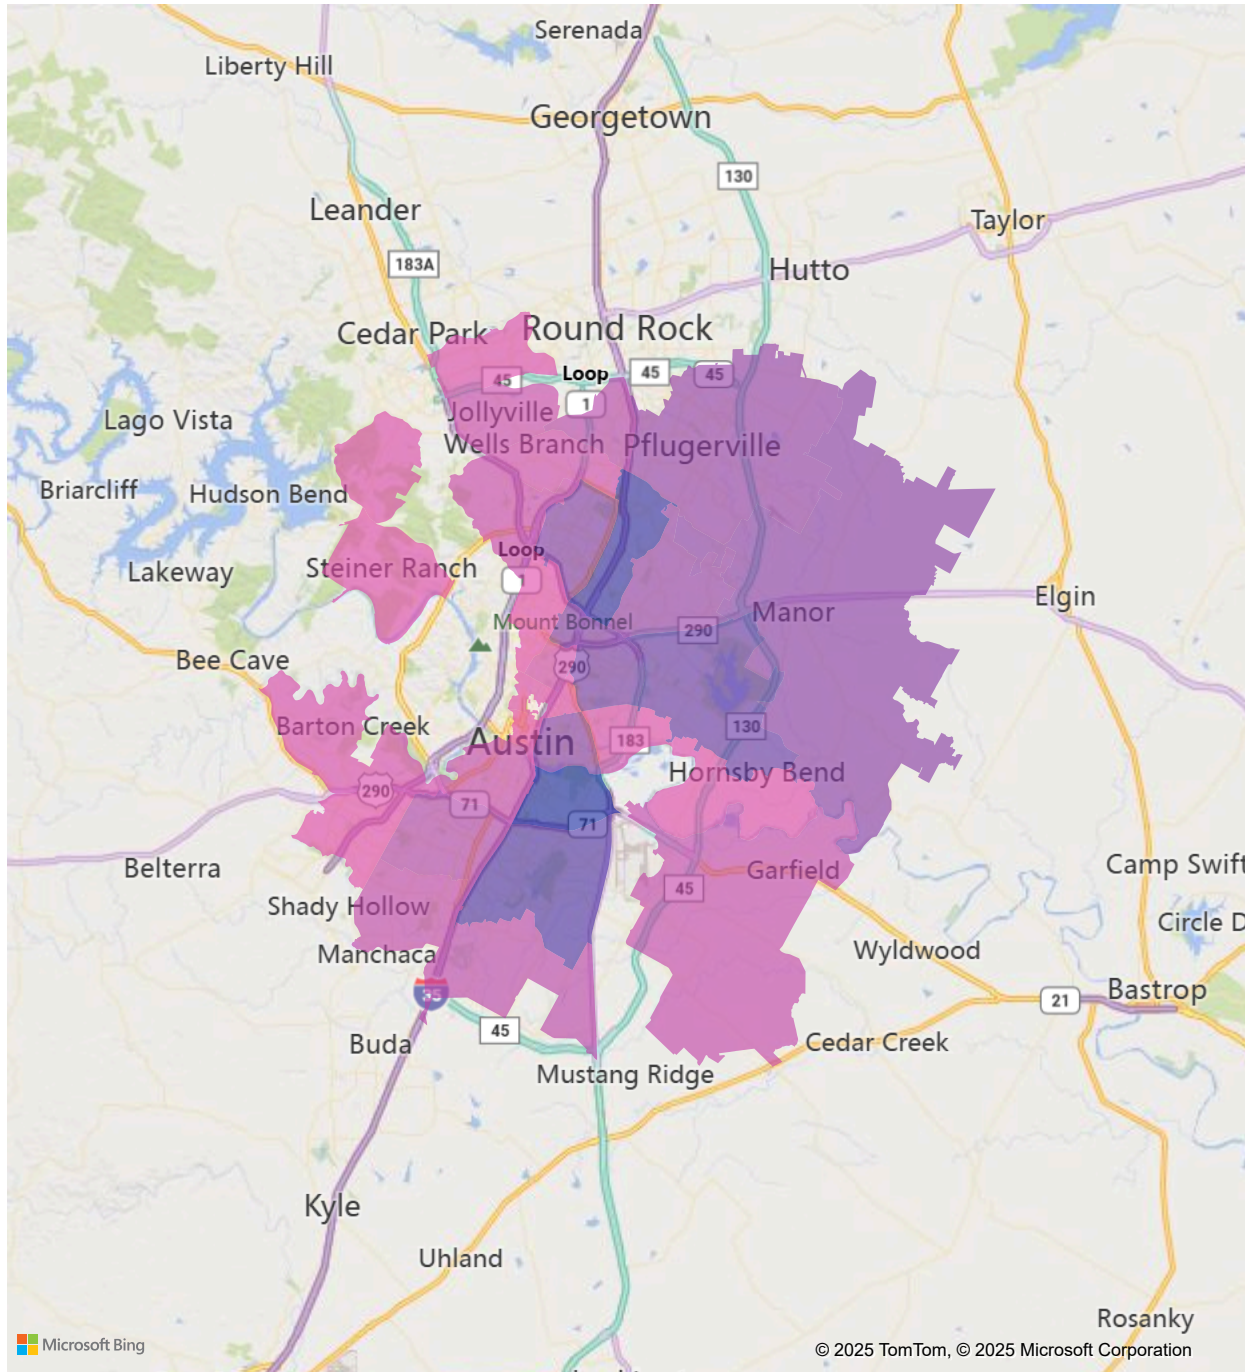 Serenada
Liberty Hill
Georgetown
130
Leander
Taylor
183A
Hutto
Cedar Park
Round Rock
45
Loop
45
45
1
Jollyville
Lago Vista
Wells Branch
Pflugerville
Briarcliff
Hudson Bend
Loop
1
Lakeway
Steiner Ranch
Elgin
Manor
Mount Bonnel
290
Bee Cave
290
Barton Creek
130
Austin
183
Hornsby Bend
290
71
71
Belterra
Garfield
Camp Swift
45
Shady Hollow
Circle D
Manchaca
Wyldwood
35
Bastrop
21
45
Buda
Cedar Creek
Mustang Ridge
Kyle
Uhland
Rosanky
Microsoft Bing
© 2025 TomTom, © 2025 Microsoft Corporation